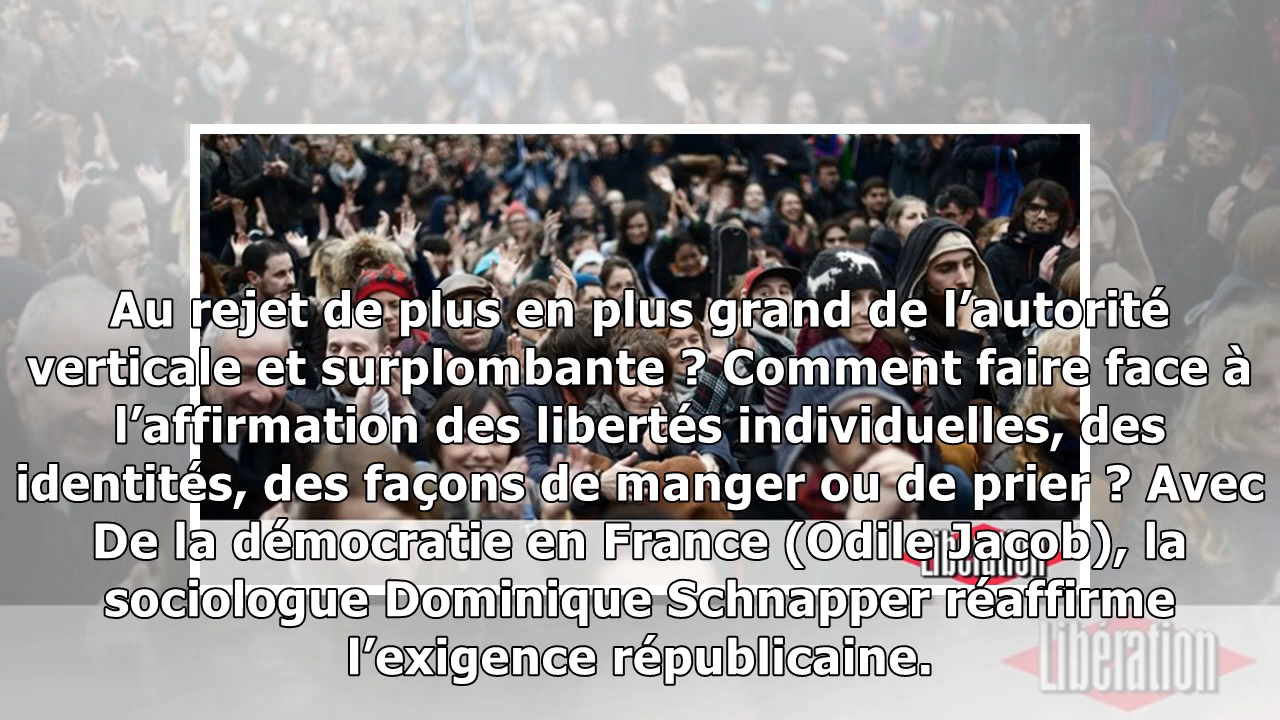 Au rejet de plus en plus grand de l’autorité
verticale et surplombante ? Comment faire face à
l’affirmation des libertés individuelles, des
identités, des façons de manger ou de prier ? Avec
De la démocratie en France (Odile Jacob), la
sociologue Dominique Schnapper réaffirme
l’exigence républicaine.
Libération
Libération